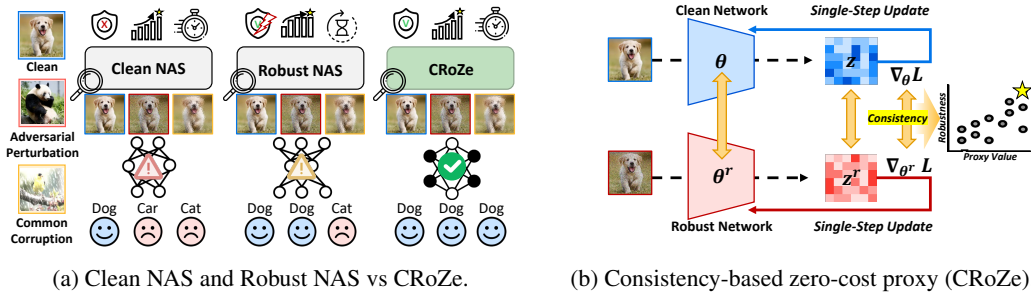 Clean
Adversarial
Perturbation
Common
Corruption
Clean NAS
Dog Car Cat
Robust NAS
Dog Dog Cat
CRoZe
Dog Dog Dog
(a) Clean NAS and Robust NAS vs CRoZe.
Clean Network
Single-Step Update
θ
z
∇θL
Consistency
Robustness
Proxy Value
θʳ
zʳ
∇θʳ L
Robust Network
Single-Step Update
(b) Consistency-based zero-cost proxy (CRoZe)